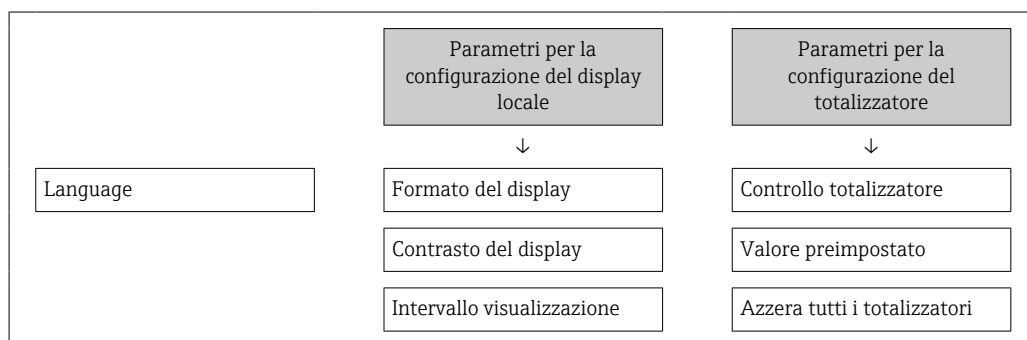 Parametri per la
configurazione del display
locale
Parametri per la
configurazione del
totalizzatore
↓
↓
Language
Formato del display
Controllo totalizzatore
Contrasto del display
Valore preimpostato
Intervallo visualizzazione
Azzera tutti i totalizzatori